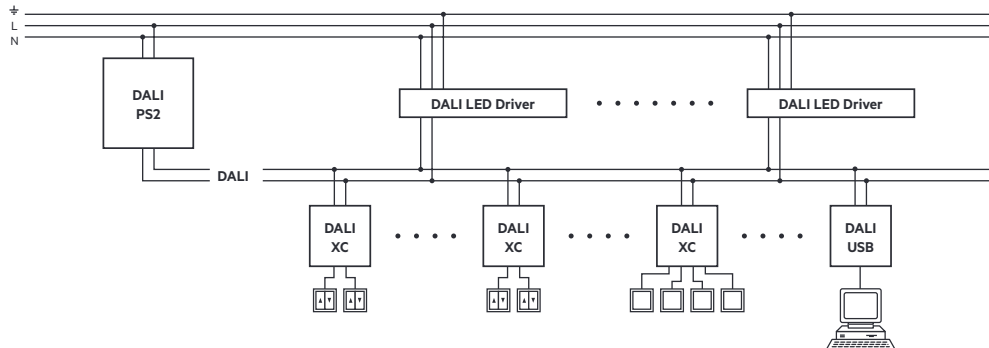 L
N
DALI
PS2
DALI LED Driver
DALI LED Driver
DALI
DALI
XC
DALI
XC
DALI
XC
DALI
USB